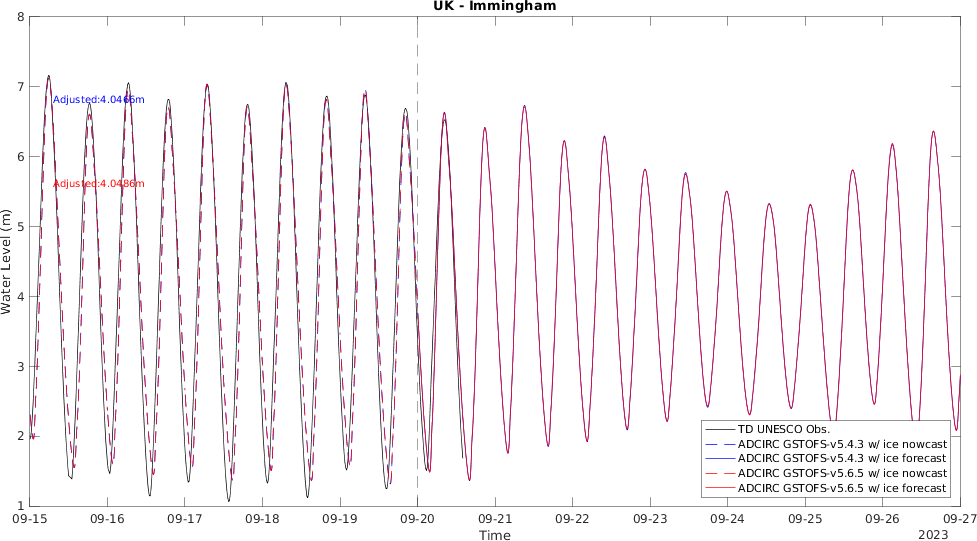 UK - Immingham
8
7
6
5
4
3
2
1
Water Level (m)
Adjusted:4.0466m
Adjusted:4.0486m
TD UNESCO Obs.
ADCIRC GSTOFS-v5.4.3 w/ ice nowcast
ADCIRC GSTOFS-v5.4.3 w/ ice forecast
ADCIRC GSTOFS-v5.6.5 w/ ice nowcast
ADCIRC GSTOFS-v5.6.5 w/ ice forecast
09-15 09-16 09-17 09-18 09-19 09-20 09-21 09-22 09-23 09-24 09-25 09-26 09-27
Time
2023